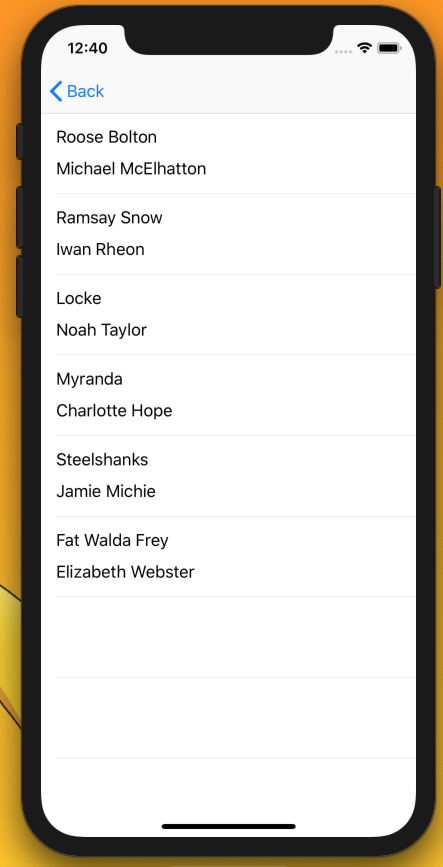 12:40
Back
Roose Bolton
Michael McElhatton
Ramsay Snow
Iwan Rheon
Locke
Noah Taylor
Myranda
Charlotte Hope
Steelshanks
Jamie Michie
Fat Walda Frey
Elizabeth Webster